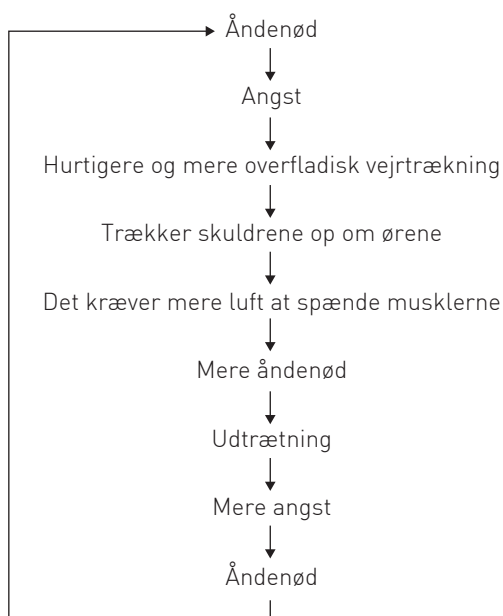 Åndenød
Angst
Hurtigere og mere overfladisk vejrtrækning
Trækker skuldrene op om ørene
Det kræver mere luft at spænde musklerne
Mere åndenød
Udtrætning
Mere angst
Åndenød